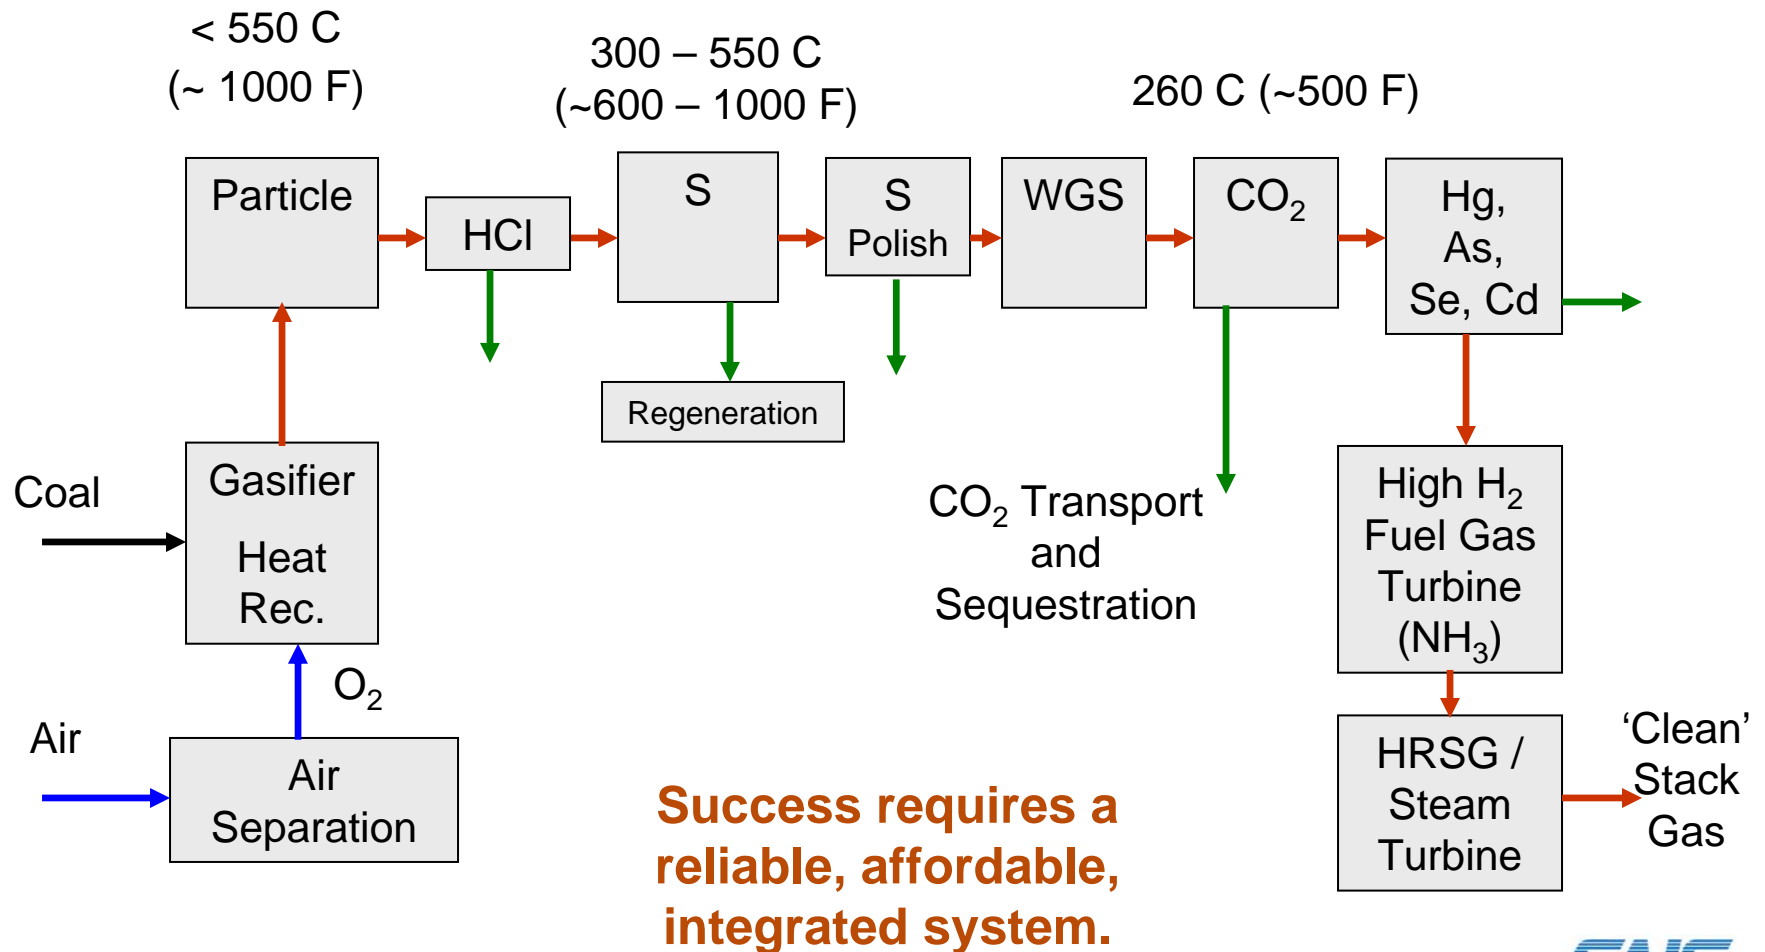 < 550 C
(~ 1000 F)
300 – 550 C
(~600 – 1000 F)
260 C (~500 F)
Particle
HCl
S
S
Polish
WGS
CO₂
Hg,
As,
Se, Cd
Regeneration
Coal
Gasifier
Heat
Rec.
CO₂ Transport
and
Sequestration
High H₂
Fuel Gas
Turbine
(NH₃)
O₂
Air
Air
Separation
HRSG /
Steam
Turbine
‘Clean’
Stack
Gas
Success requires a
reliable, affordable,
integrated system.